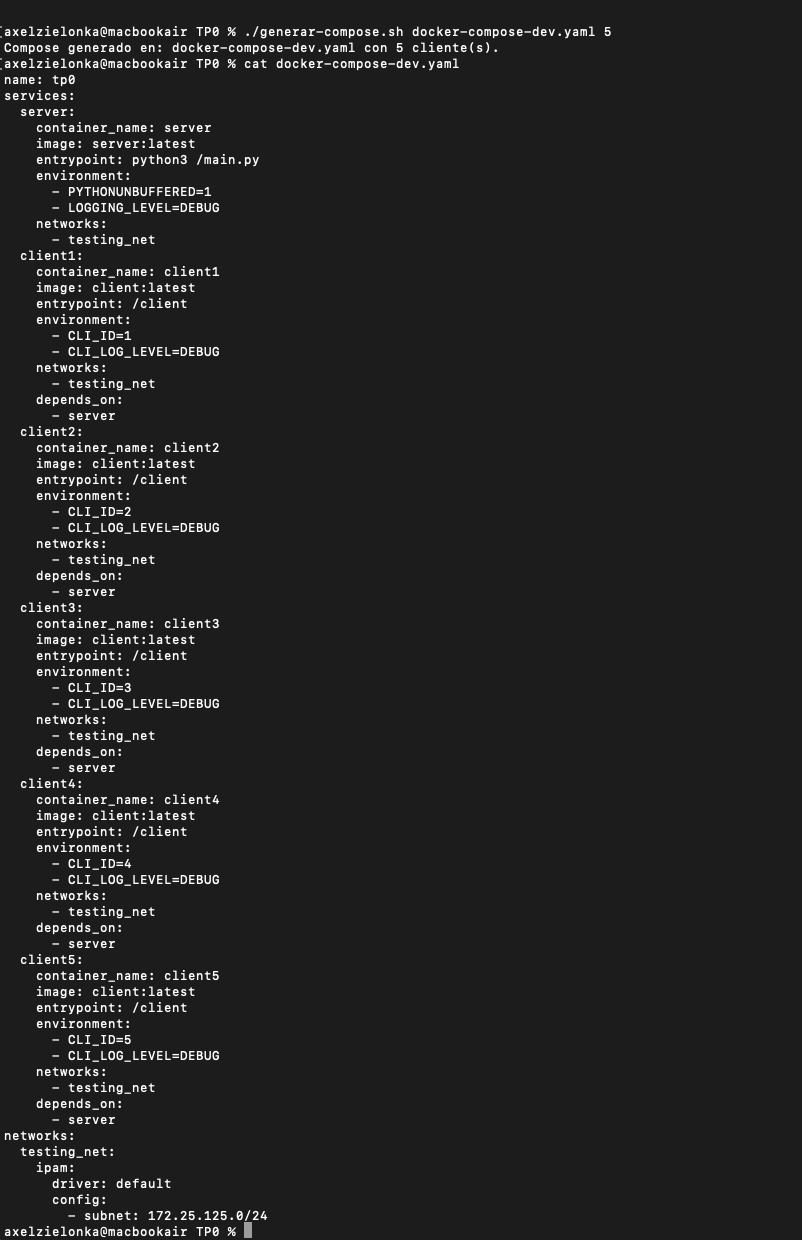 [axelzielonka@macbookair TP0 % ./generar-compose.sh docker-compose-dev.yaml 5
Compose generado en: docker-compose-dev.yaml con 5 cliente(s).
[axelzielonka@macbookair TP0 % cat docker-compose-dev.yaml
name: tp0
services:
  server:
    container_name: server
    image: server:latest
    entrypoint: python3 /main.py
    environment:
      - PYTHONUNBUFFERED=1
      - LOGGING_LEVEL=DEBUG
    networks:
      - testing_net
  client1:
    container_name: client1
    image: client:latest
    entrypoint: /client
    environment:
      - CLI_ID=1
      - CLI_LOG_LEVEL=DEBUG
    networks:
      - testing_net
    depends_on:
      - server
  client2:
    container_name: client2
    image: client:latest
    entrypoint: /client
    environment:
      - CLI_ID=2
      - CLI_LOG_LEVEL=DEBUG
    networks:
      - testing_net
    depends_on:
      - server
  client3:
    container_name: client3
    image: client:latest
    entrypoint: /client
    environment:
      - CLI_ID=3
      - CLI_LOG_LEVEL=DEBUG
    networks:
      - testing_net
    depends_on:
      - server
  client4:
    container_name: client4
    image: client:latest
    entrypoint: /client
    environment:
      - CLI_ID=4
      - CLI_LOG_LEVEL=DEBUG
    networks:
      - testing_net
    depends_on:
      - server
  client5:
    container_name: client5
    image: client:latest
    entrypoint: /client
    environment:
      - CLI_ID=5
      - CLI_LOG_LEVEL=DEBUG
    networks:
      - testing_net
    depends_on:
      - server
networks:
  testing_net:
    ipam:
      driver: default
      config:
        - subnet: 172.25.125.0/24
axelzielonka@macbookair TP0 %